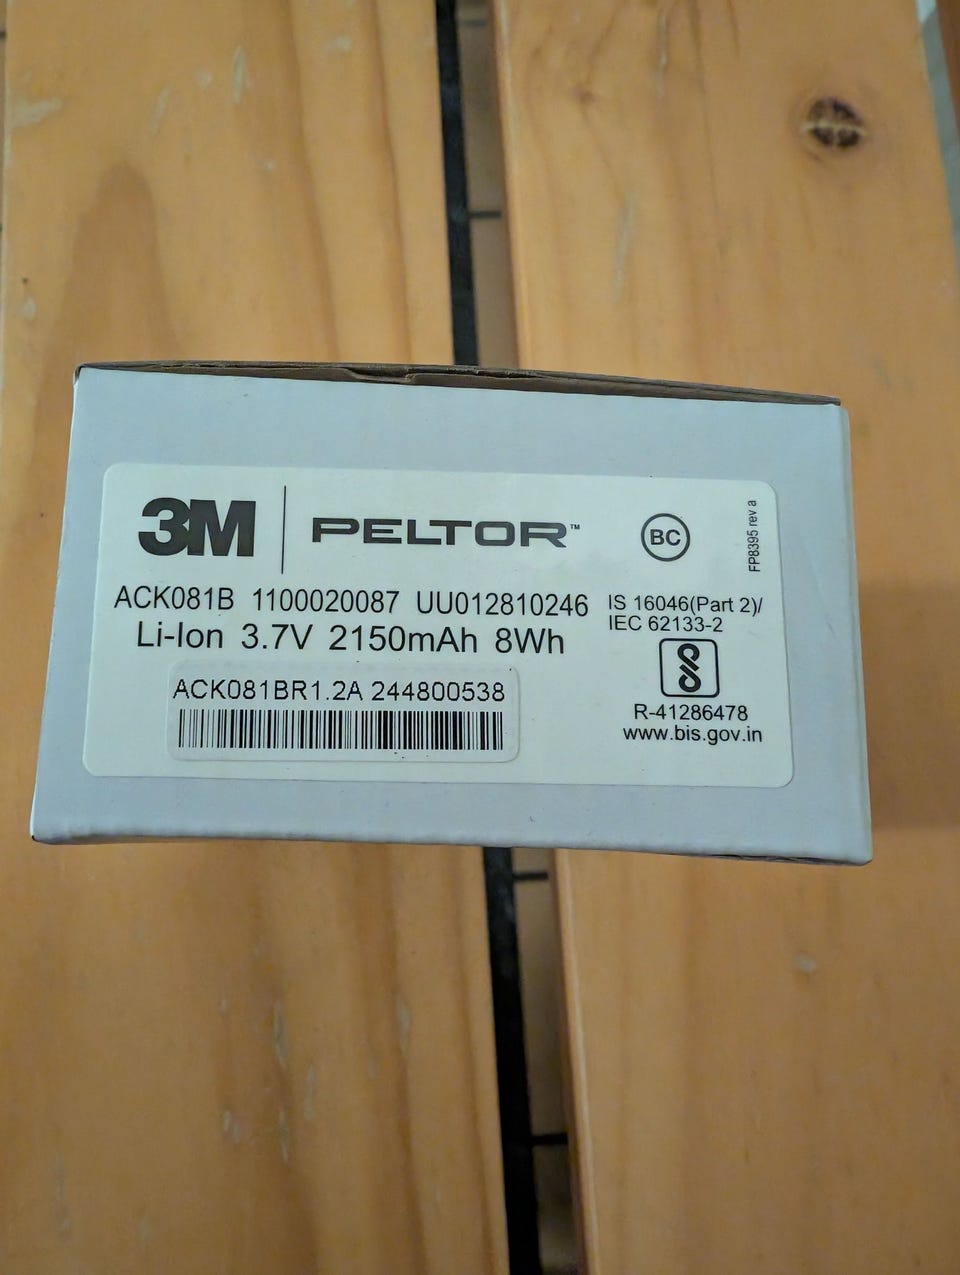 3M PELTOR™
BC
FP8395 rev a
ACK081B 1100020087 UU012810246
Li-Ion 3.7V 2150mAh 8Wh
IS 16046(Part 2)/
IEC 62133-2
ACK081BR1.2A 244800538
R-41286478
www.bis.gov.in